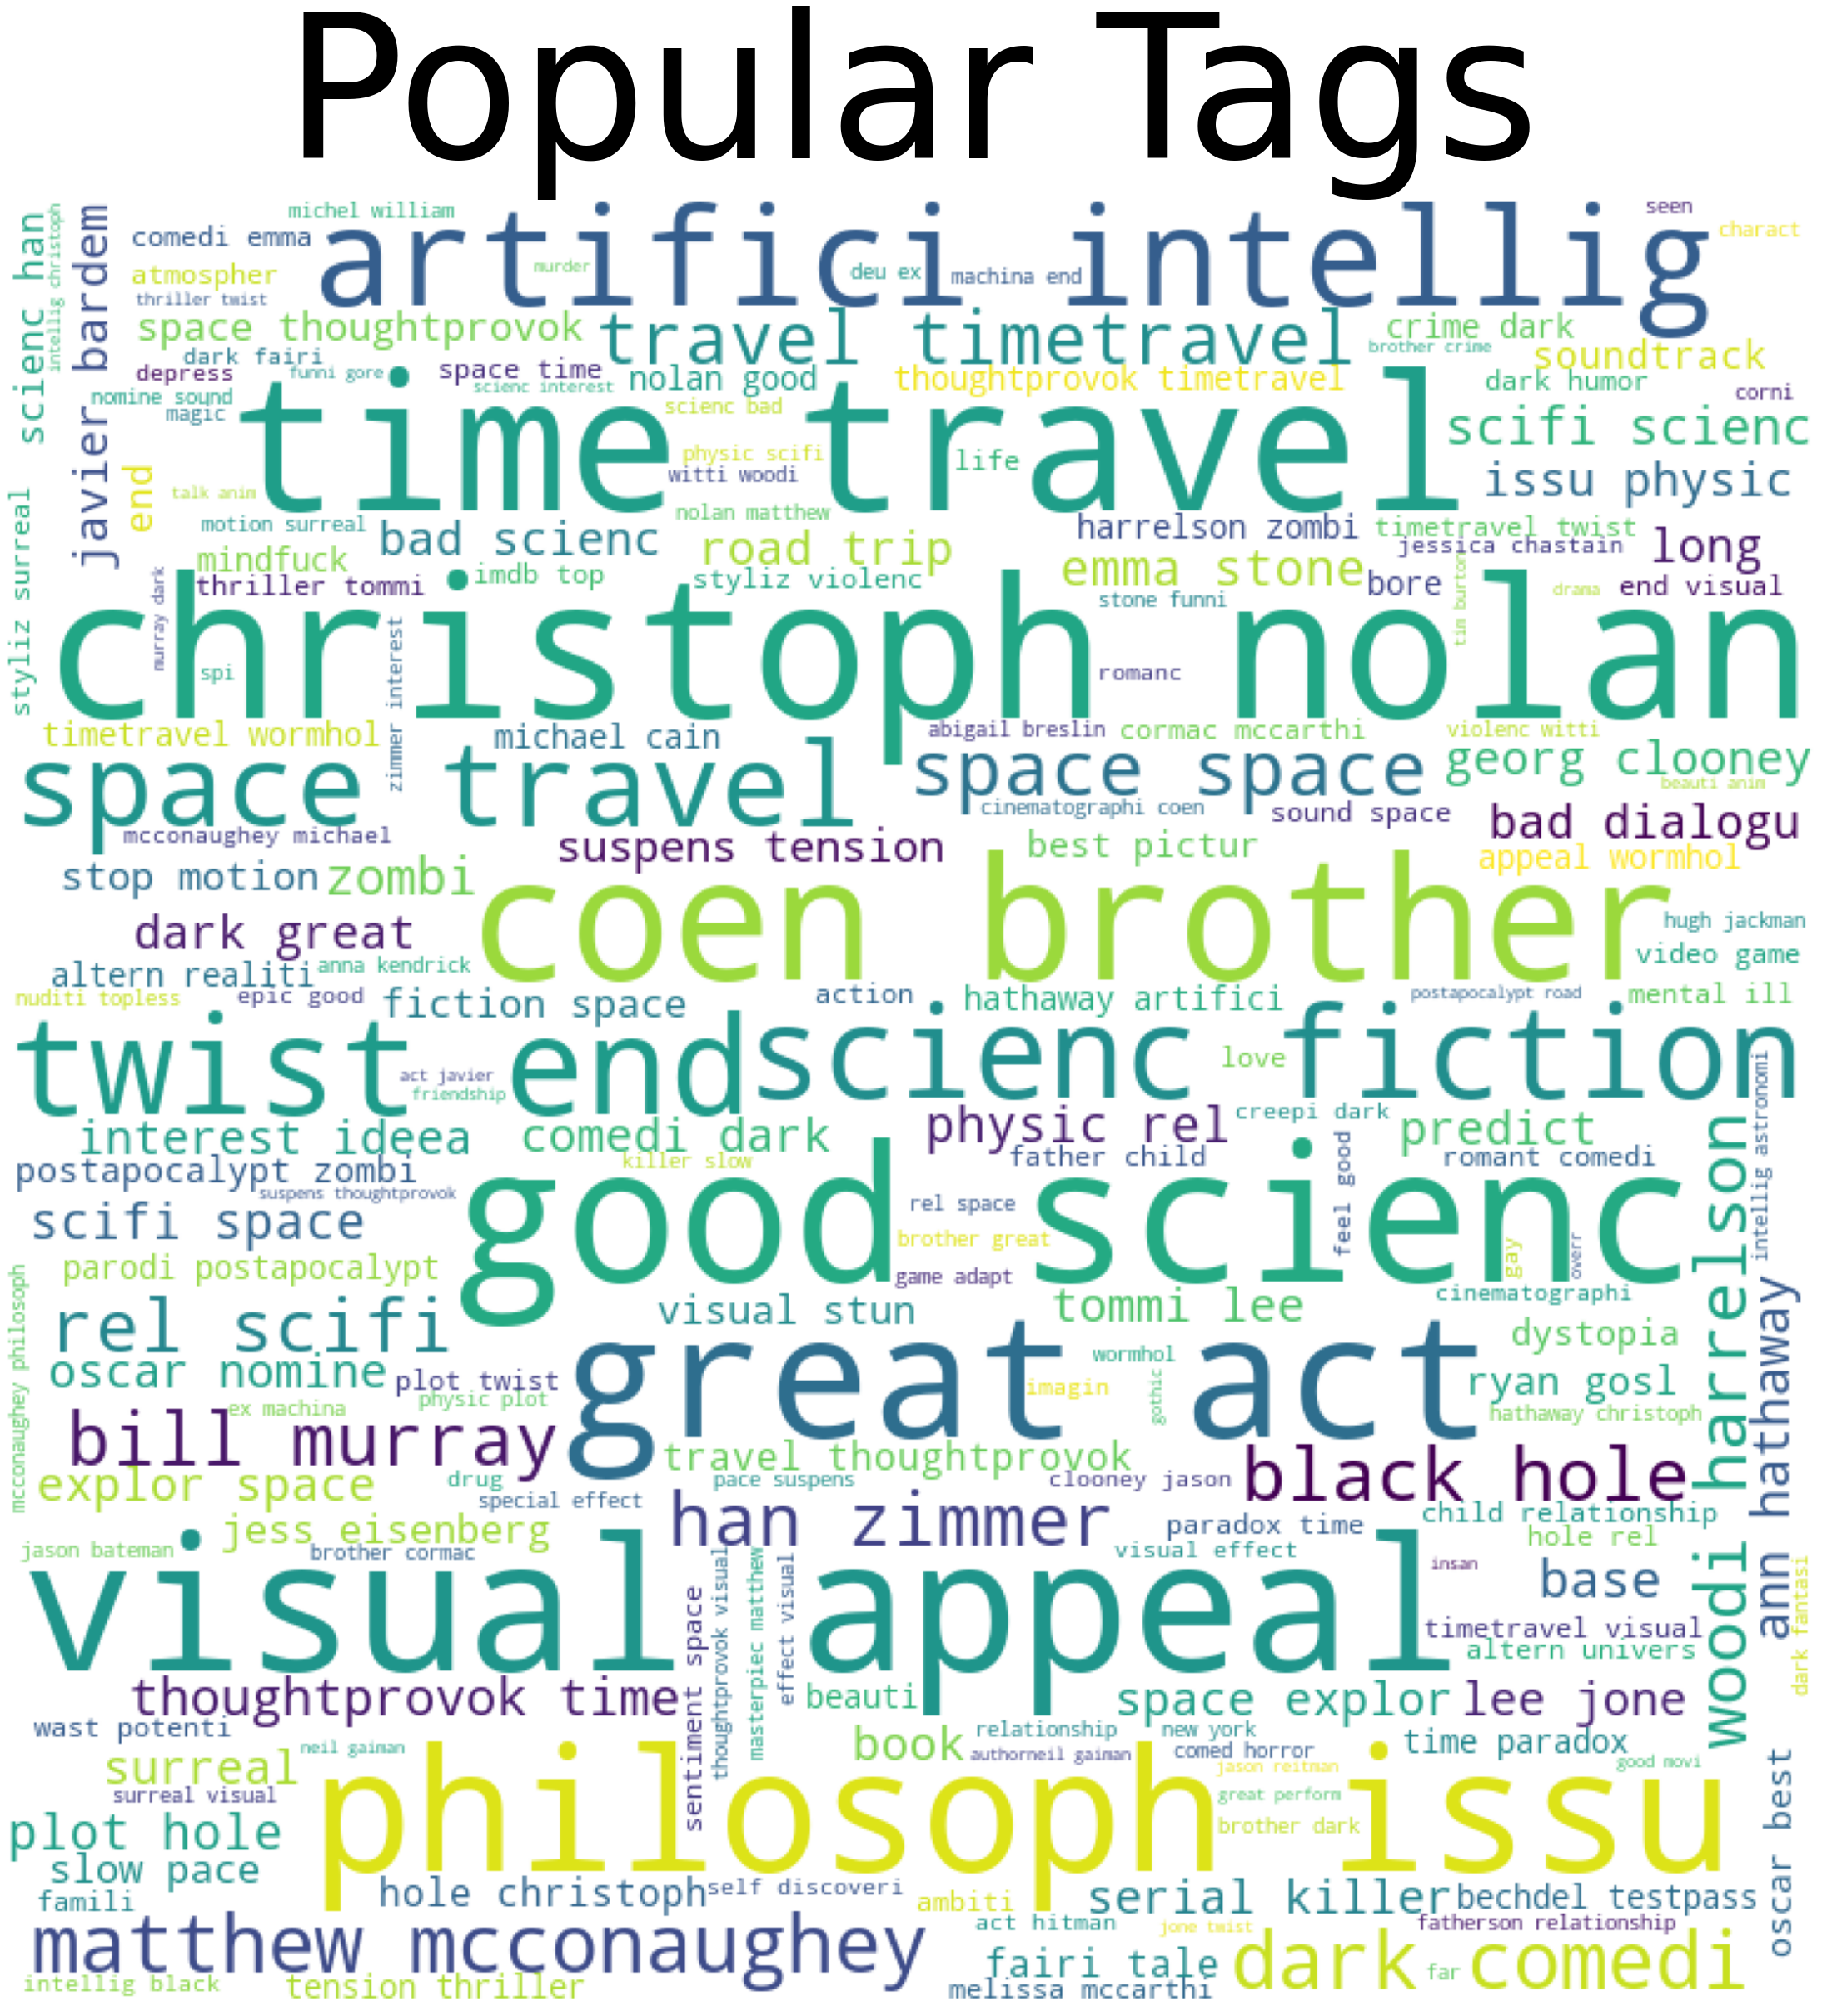 Popular Tags
michel william
seen
comedi emma
artifici intellig
charact
atmospher
murder
deu ex
machina end
thriller twist
scienc han
intellig christoph
javier bardem
space thoughtprovok
travel timetravel
crime dark
brother crime
soundtrack
dark fairi
depress
funni gore
space time
scienc interest
nolan good
thoughtprovok timetravel
dark humor
corni
nomine sound
magic
time travel
scienc bad
scifi scienc
physic scifi
witti woodi
life
issu physic
end
talk anim
styliz surreal
motion surreal
bad scienc
nolan matthew
road trip
harrelson zombi
timetravel twist
jessica chastain
long
mindfuck
thriller tommi
imdb top
styliz violenc
emma stone
bore
tim burton
drama
end visual
stone funni
murray dark
christoph nolan
spi
zimmer interest
romanc
timetravel wormhol
michael cain
abigail breslin
cormac mccarthi
violenc witti
space travel
space space
georg clooney
beauti anim
cinematographi coen
sound space
bad dialogu
mcconaughey michael
suspens tension
best pictur
appeal wormhol
stop motion
zombi
coen brother
dark great
hugh jackman
video game
altern realiti
anna kendrick
nuditi topless
epic good
fiction space
action
hathaway artifici
postapocalypt road
mental ill
twist end
scienc fiction
act javier
friendship
love
intellig astronomi
interest ideea
comedi dark
physic rel
creepi dark
predict
postapocalypt zombi
killer slow
father child
feel good
romant comedi
suspens thoughtprovok
scifi space
good scienc
rel space
brother great
gay
overr
woodi harrelson
parodi postapocalypt
game adapt
mcconaughey philosoph
rel scifi
visual stun
tommi lee
cinematographi
ann hathaway
dystopia
oscar nomine
plot twist
great act
wormhol
imagin
gothic
ryan gosl
physic plot
ex machina
hathaway christoph
bill murray
travel thoughtprovok
explor space
drug
special effect
pace suspens
clooney jason
black hole
han zimmer
child relationship
jess eisenberg
paradox time
hole rel
jason bateman
brother cormac
visual effect
insan
visual appeal
sentiment space
thoughtprovok visual
masterpiec matthew
effect visual
base
dark fantasi
timetravel visual
altern univers
thoughtprovok time
beauti
space explor
lee jone
wast potenti
relationship
new york
book
authorneil gaiman
comed horror
time paradox
surreal
neil gaiman
jason reitman
good movi
oscar best
surreal visual
philosoph issu
great perform
brother dark
plot hole
slow pace
hole christoph
self discoveri
famili
ambiti
serial killer
bechdel testpass
matthew mcconaughey
act hitman
jone twist
fatherson relationship
fairi tale
dark comedi
far
intellig black
tension thriller
melissa mccarthi